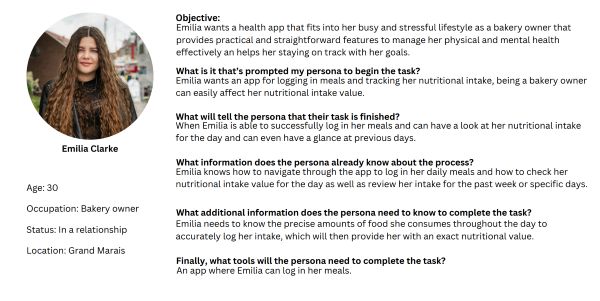 Objective:
Emilia wants a health app that fits into her busy and stressful lifestyle as a bakery owner that
provides practical and straightforward features to manage her physical and mental health
effectively an helps her staying on track with her goals.
What is it that's prompted my persona to begin the task?
Emilia wants an app for logging in meals and tracking her nutritional intake, being a bakery owner
can easily affect her nutritional intake value.
What will tell the persona that their task is finished?
When Emilia is able to successfully log in her meals and can have a look at her nutritional intake
for the day and can even have a glance at previous days.
Emilia Clarke
What information does the persona already know about the process?
Emilia knows how to navigate through the app to log in her daily meals and how to check her
nutritional intake value for the day as well as review her intake for the past week or specific days.
Age: 30
Occupation: Bakery owner
Status: In a relationship
Location: Grand Marais
What additional information does the persona need to know to complete the task?
Emilia needs to know the precise amounts of food she consumes throughout the day to
accurately log her intake, which will then provide her with an exact nutritional value.
Finally, what tools will the persona need to complete the task?
An app where Emilia can log in her meals.